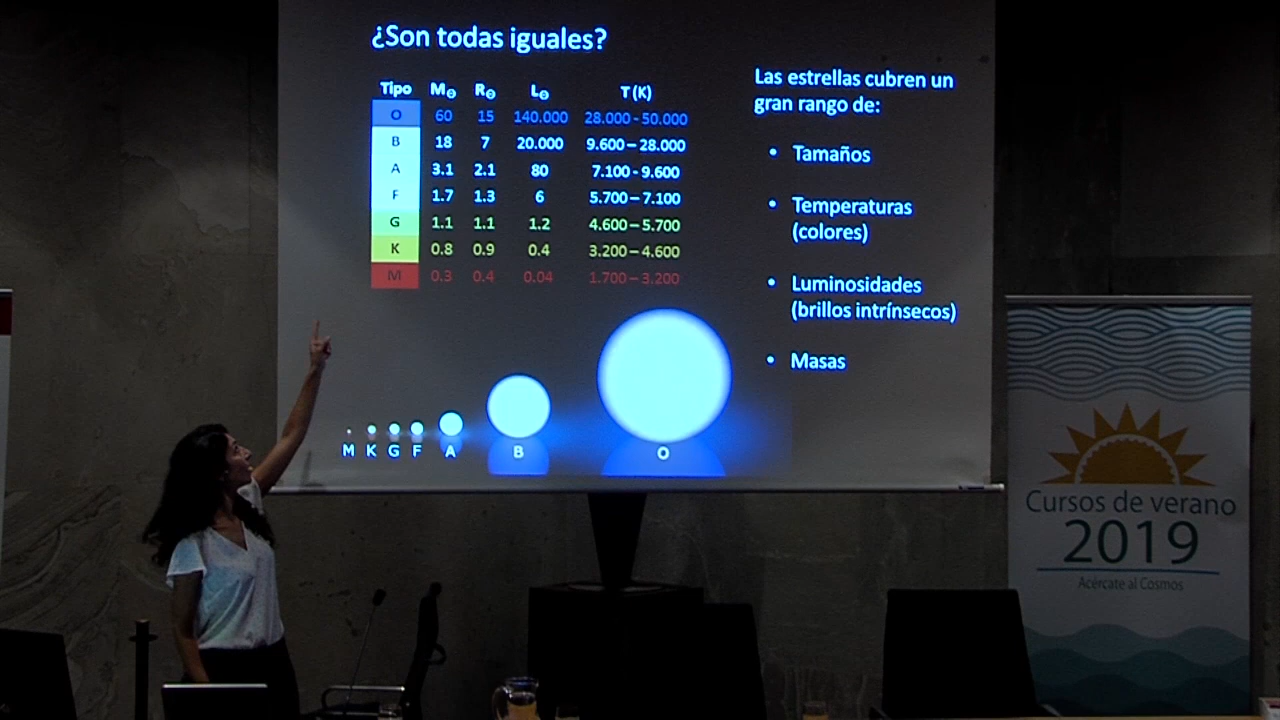 ¿Son todas iguales?
Tipo M⊙ R⊙ L⊙ T (K)
O 60 15 140.000 28.000 - 50.000
B 18 7 20.000 9.600 – 28.000
A 3.1 2.1 80 7.100 - 9.600
F 1.7 1.3 6 5.700 – 7.100
G 1.1 1.1 1.2 4.600 – 5.700
K 0.8 0.9 0.4 3.200 – 4.600
M 0.3 0.4 0.04 1.700 – 3.200
M K G F A B O
Las estrellas cubren un
gran rango de:
• Tamaños
• Temperaturas
(colores)
• Luminosidades
(brillos intrínsecos)
• Masas
Cursos de verano
2019
Acércate al Cosmos